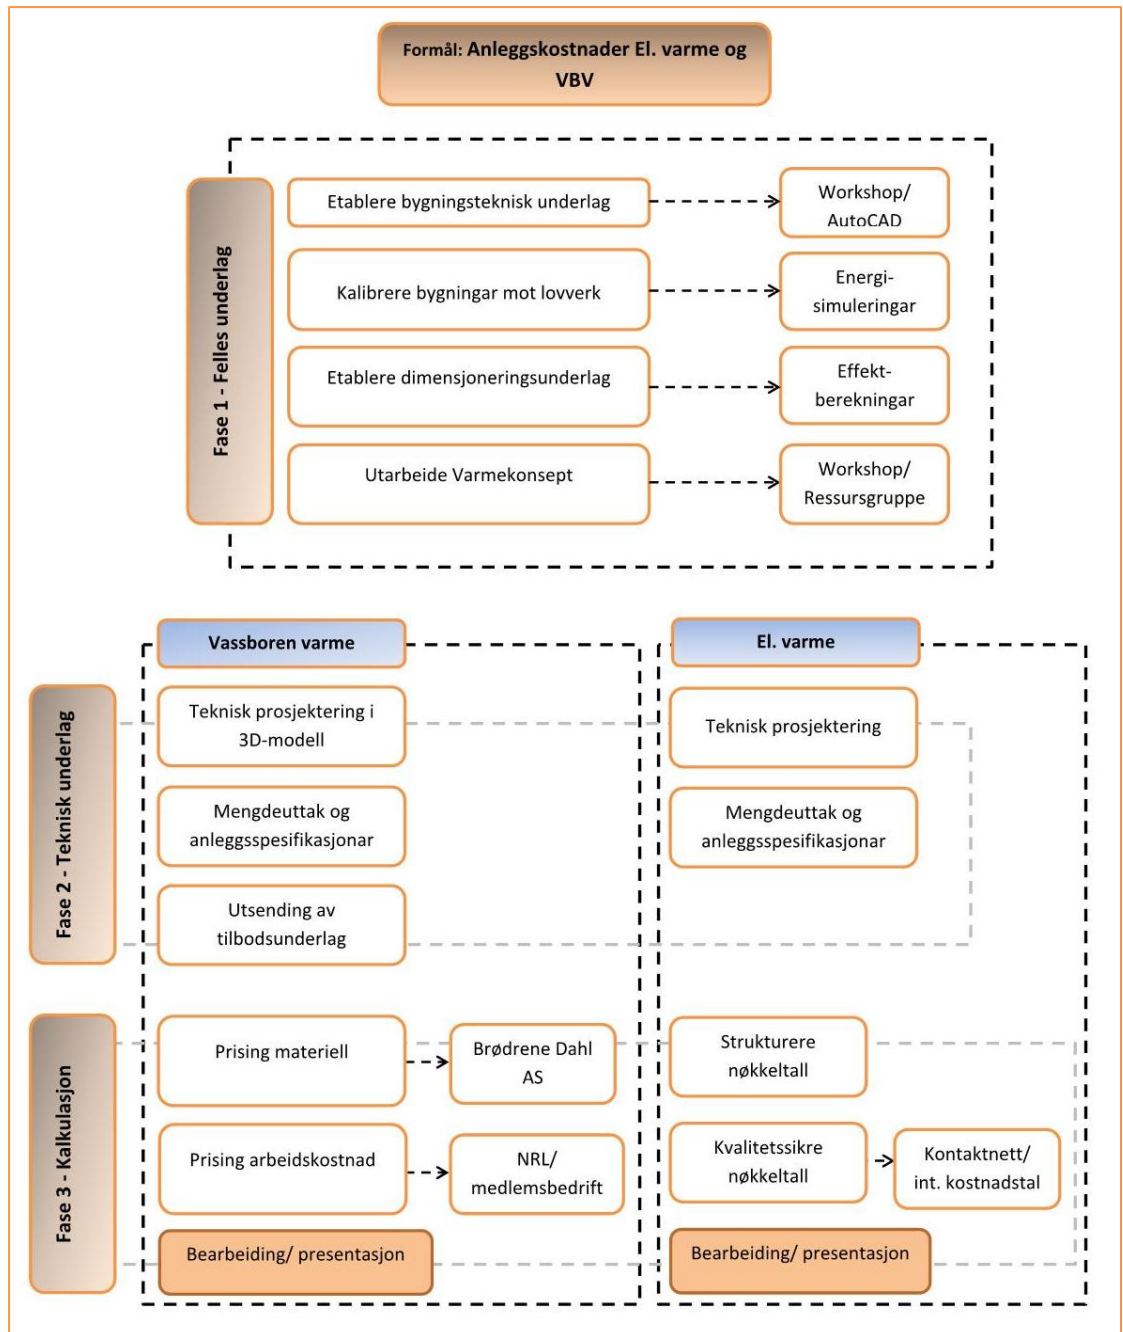 Formål: Anleggskostnader El. varme og
VBV
Fase 1 - Felles underlag
Etablere bygningsteknisk underlag
Workshop/
AutoCAD
Kalibrere bygningar mot lovverk
Energi-
simuleringar
Etablere dimensjoneringsunderlag
Effekt-
berekningar
Utarbeide Varmekonsept
Workshop/
Ressursgruppe
Vassboren varme
El. varme
Fase 2 - Teknisk underlag
Teknisk prosjektering i
3D-modell
Teknisk prosjektering
Mengdeuttak og
anleggsspesifikasjonar
Mengdeuttak og
anleggsspesifikasjonar
Utsending av
tilbodsunderlag
Fase 3 - Kalkulasjon
Prising materiell
Brødrene Dahl
AS
Strukturere
nøkkeltall
Prising arbeidskostnad
NRL/
medlemsbedrift
Kvalitetssikre
nøkkeltall
Kontaktnett/
int. kostnadstal
Bearbeiding/ presentasjon
Bearbeiding/ presentasjon